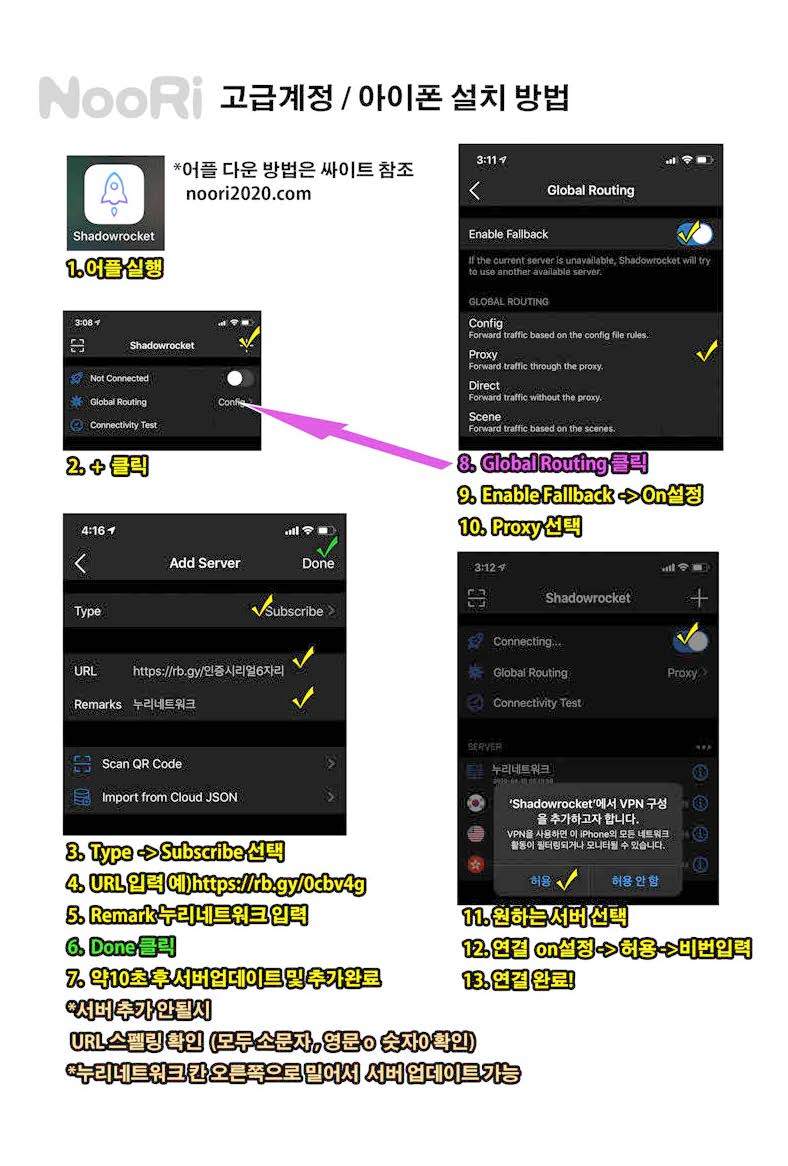 NooRi 고급계정 / 아이폰 설치 방법
Shadowrocket
*어플 다운 방법은 싸이트 참조
noori2020.com
1. 어플 실행
3:08
Shadowrocket
Not Connected
Global Routing Config
Connectivity Test
2. + 클릭
4:16
Add Server Done
Type Subscribe
URL https://rb.gy/인증시리얼6자리
Remarks 누리네트워크
Scan QR Code
Import from Cloud JSON
3. Type -> Subscribe 선택
4. URL 입력 예)https://rb.gy/0cbv4g
5. Remark 누리네트워크 입력
6. Done 클릭
7. 약10초 후 서버업데이트 및 추가완료
*서버 추가 안될시
URL 스펠링 확인 (모두 소문자 , 영문 o 숫자0 확인)
*누리네트워크 칸 오른쪽으로 밀어서 서버 업데이트 가능
3:11
Global Routing
Enable Fallback
If the current server is unavailable, Shadowrocket will try
to use another available server.
GLOBAL ROUTING
Config
Forward traffic based on the config file rules.
Proxy
Forward traffic through the proxy.
Direct
Forward traffic without the proxy.
Scene
Forward traffic based on the scenes.
8. Global Routing 클릭
9. Enable Fallback -> On설정
10. Proxy 선택
3:12
Shadowrocket
Connecting...
Global Routing Proxy
Connectivity Test
SERVER
누리네트워크
'Shadowrocket'에서 VPN 구성
을 추가하고자 합니다.
VPN을 사용하면 이 iPhone의 모든 네트워크
활동이 필터링되거나 모니터될 수 있습니다.
허용 허용 안 함
11. 원하는 서버 선택
12. 연결 on설정 -> 허용 ->비번입력
13. 연결 완료!